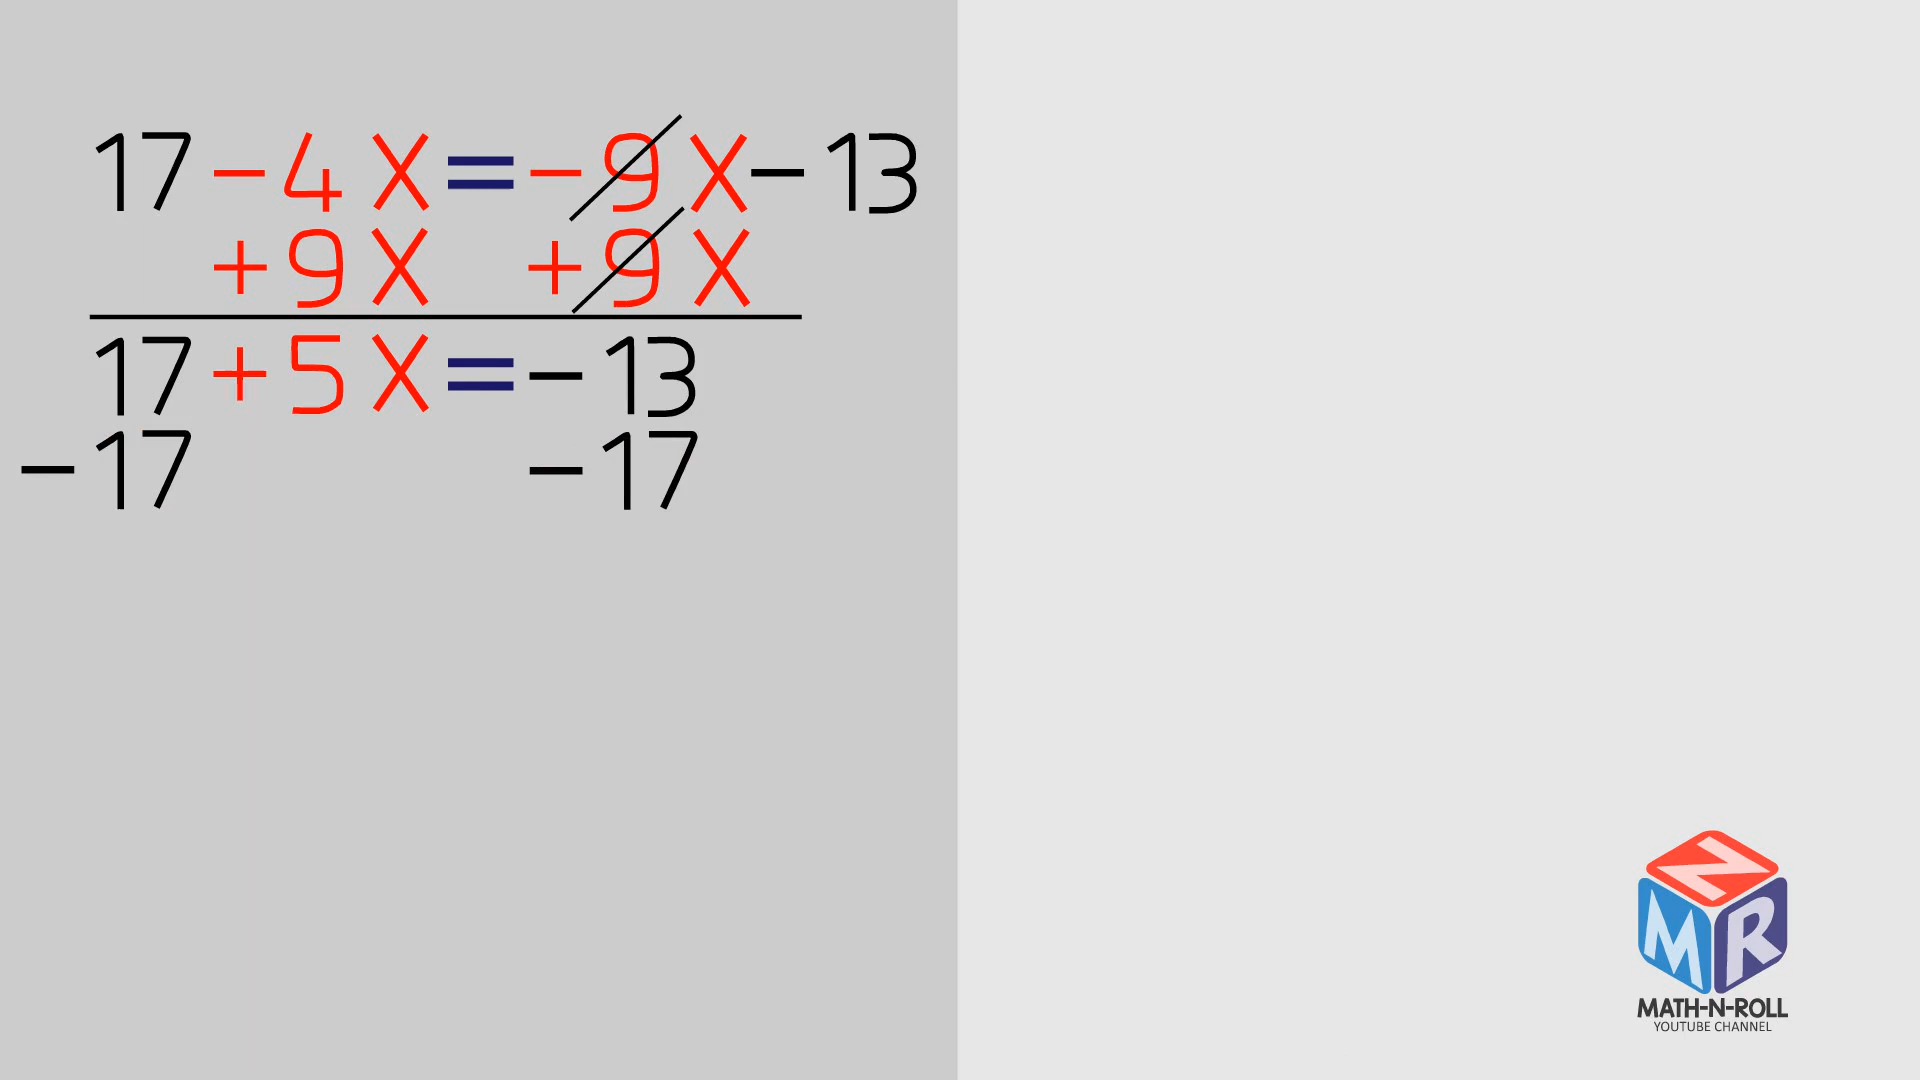 17 - 4 X = - 9 X - 13
+ 9 X + 9 X
17 + 5 X = - 13
- 17 - 17
N
M R
MATH-N-ROLL
YOUTUBE CHANNEL